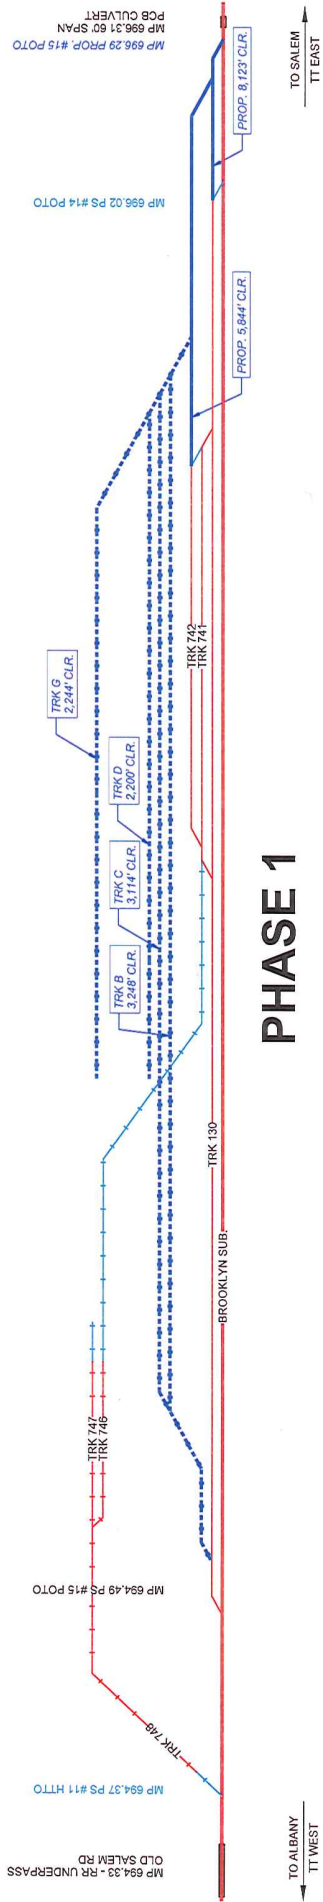 MP 694.33 - RR UNDERPASS
OLD SALEM RD
MP 694.37 PS #11 HTTO
MP 694.49 PS #15 POTO
MP 696.02 PS #14 POTO
MP 696.29 PROP. #15 POTO
MP 696.31 60' SPAN
PCB CULVERT
TRK 748
TRK 747
TRK 746
TRK G
2,244' CLR.
TRK D
2,200' CLR.
TRK C
3,114' CLR.
TRK B
3,248' CLR.
TRK 742
TRK 741
TRK 130
BROOKLYN SUB.
PROP. 5,844' CLR.
PROP. 8,123' CLR.
PHASE 1
TO ALBANY
TT WEST
TO SALEM
TT EAST